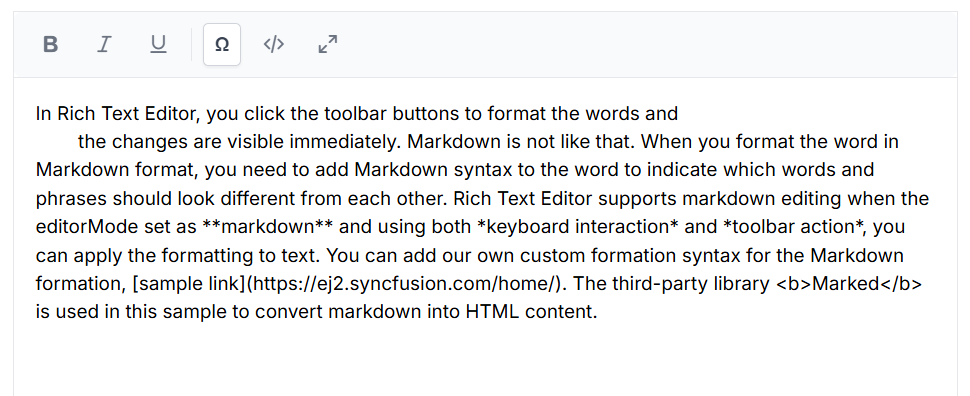 B I U Ω </>
In Rich Text Editor, you click the toolbar buttons to format the words and
the changes are visible immediately. Markdown is not like that. When you format the word in
Markdown format, you need to add Markdown syntax to the word to indicate which words and
phrases should look different from each other. Rich Text Editor supports markdown editing when the
editorMode set as **markdown** and using both *keyboard interaction* and *toolbar action*, you
can apply the formatting to text. You can add our own custom formation syntax for the Markdown
formation, [sample link](https://ej2.syncfusion.com/home/). The third-party library <b>Marked</b>
is used in this sample to convert markdown into HTML content.